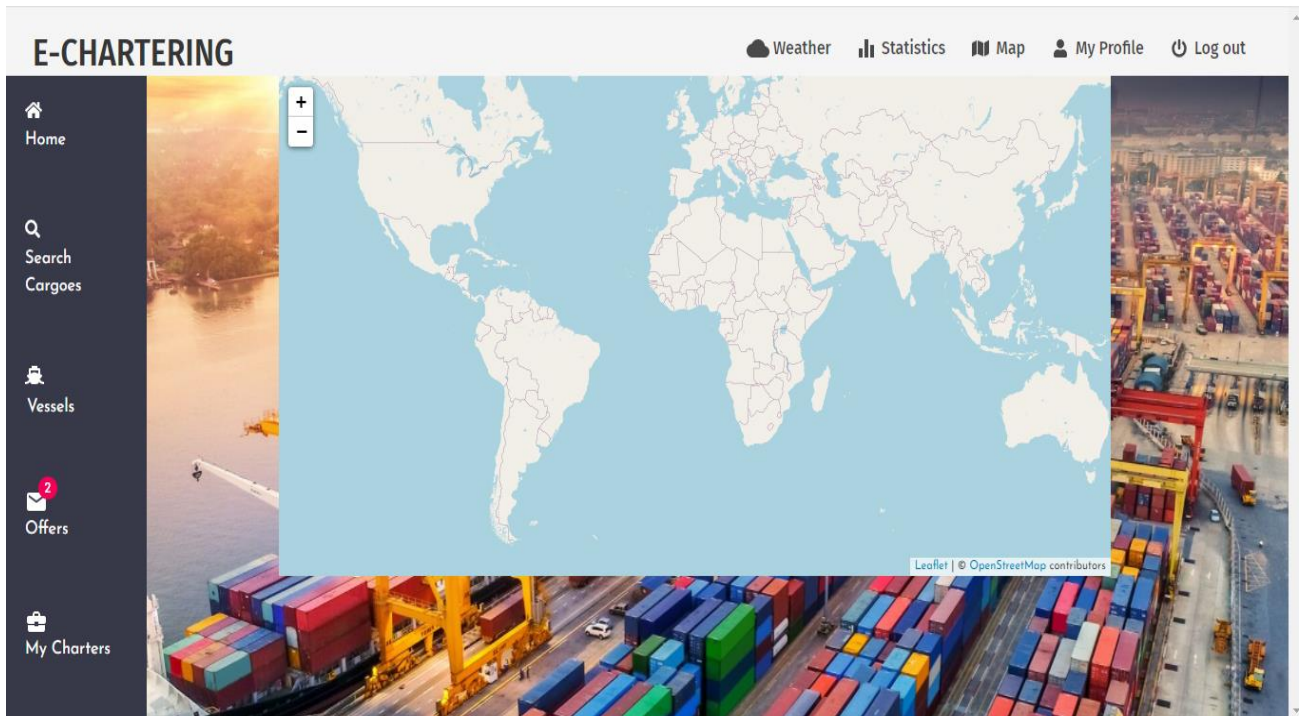 E-CHARTERING
Weather
Statistics
Map
My Profile
Log out
Home
Search
Cargoes
Vessels
2
Offers
My Charters
+
−
Leaflet | © OpenStreetMap contributors